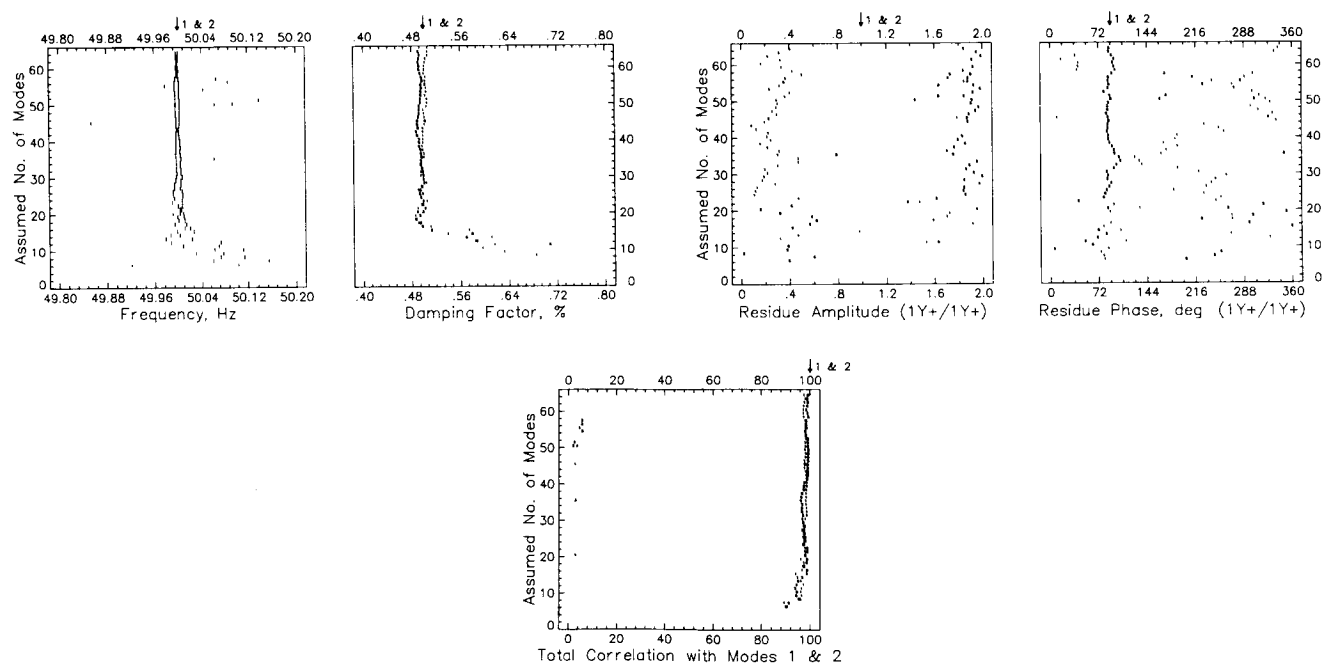 1 & 2
49.80 49.88 49.96 50.04 50.12 50.20
Assumed No. of Modes
60
50
40
30
20
10
0
49.80 49.88 49.96 50.04 50.12 50.20
Frequency, Hz
1 & 2
.40 .48 .56 .64 .72 .80
60
50
40
30
20
10
0
.40 .48 .56 .64 .72 .80
Damping Factor, %
1 & 2
0 .4 .8 1.2 1.6 2.0
Assumed No. of Modes
60
50
40
30
20
10
0
0 .4 .8 1.2 1.6 2.0
Residue Amplitude (1Y+/1Y+)
1 & 2
0 72 144 216 288 360
60
50
40
30
20
10
0
0 72 144 216 288 360
Residue Phase, deg (1Y+/1Y+)
1 & 2
0 20 40 60 80 100
Assumed No. of Modes
60
50
40
30
20
10
0
0 20 40 60 80 100
Total Correlation with Modes 1 & 2